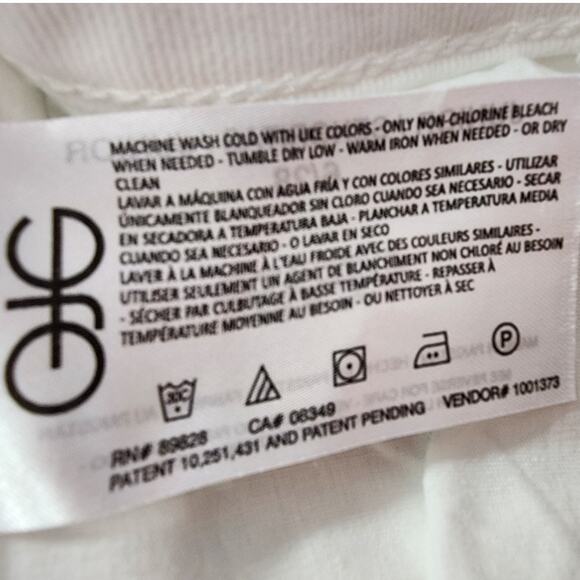 MACHINE WASH COLD WITH LIKE COLORS - ONLY NON-CHLORINE BLEACH
WHEN NEEDED - TUMBLE DRY LOW - WARM IRON WHEN NEEDED - OR DRY
CLEAN
LAVAR A MÁQUINA CON AGUA FRÍA Y CON COLORES SIMILARES - UTILIZAR
ÚNICAMENTE BLANQUEADOR SIN CLORO CUANDO SEA NECESARIO - SECAR
EN SECADORA A TEMPERATURA BAJA - PLANCHAR A TEMPERATURA MEDIA
CUANDO SEA NECESARIO - O LAVAR EN SECO
LAVER À LA MACHINE À L'EAU FROIDE AVEC DES COULEURS SIMILAIRES -
UTILISER SEULEMENT UN AGENT DE BLANCHIMENT NON CHLORÉ AU BESOIN
- SÉCHER PAR CULBUTAGE À BASSE TEMPÉRATURE - REPASSER À
TEMPÉRATURE MOYENNE AU BESOIN - OU NETTOYER À SEC
30C
P
RN# 89828 CA# 08349
PATENT 10,251,431 AND PATENT PENDING VENDOR# 1001373